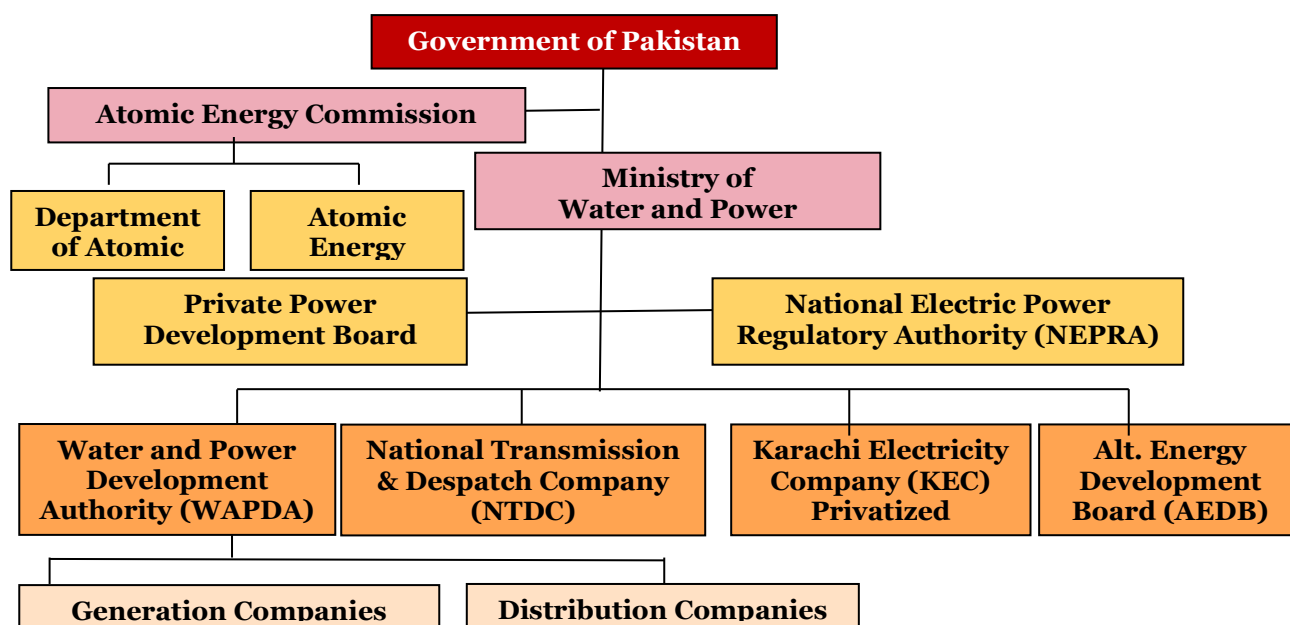 Government of Pakistan
Atomic Energy Commission
Ministry of
Water and Power
Department
of Atomic
Atomic
Energy
Private Power
Development Board
National Electric Power
Regulatory Authority (NEPRA)
Water and Power
Development
Authority (WAPDA)
National Transmission
& Despatch Company
(NTDC)
Karachi Electricity
Company (KEC)
Privatized
Alt. Energy
Development
Board (AEDB)
Generation Companies
Distribution Companies